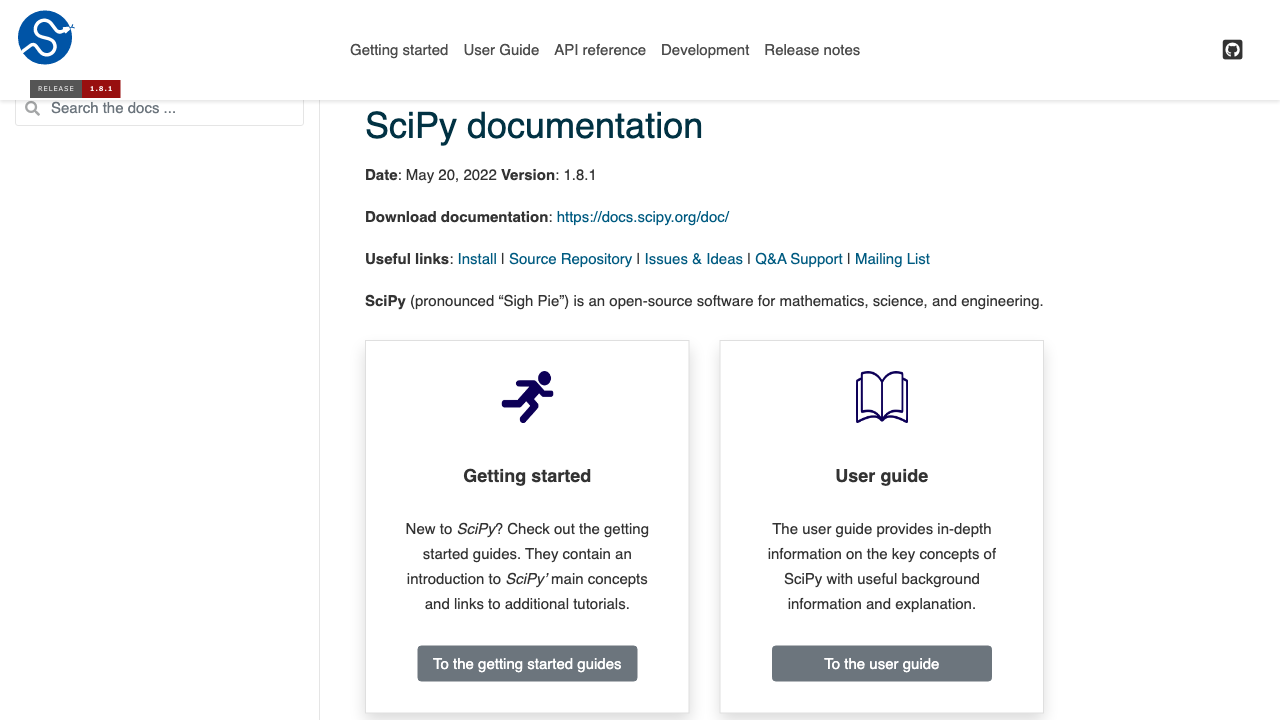 Getting started User Guide API reference Development Release notes
RELEASE 1.8.1
Search the docs ...
SciPy documentation
Date: May 20, 2022 Version: 1.8.1
Download documentation: https://docs.scipy.org/doc/
Useful links: Install | Source Repository | Issues & Ideas | Q&A Support | Mailing List
SciPy (pronounced “Sigh Pie”) is an open-source software for mathematics, science, and engineering.
Getting started
New to SciPy? Check out the getting
started guides. They contain an
introduction to SciPy’ main concepts
and links to additional tutorials.
To the getting started guides
User guide
The user guide provides in-depth
information on the key concepts of
SciPy with useful background
information and explanation.
To the user guide